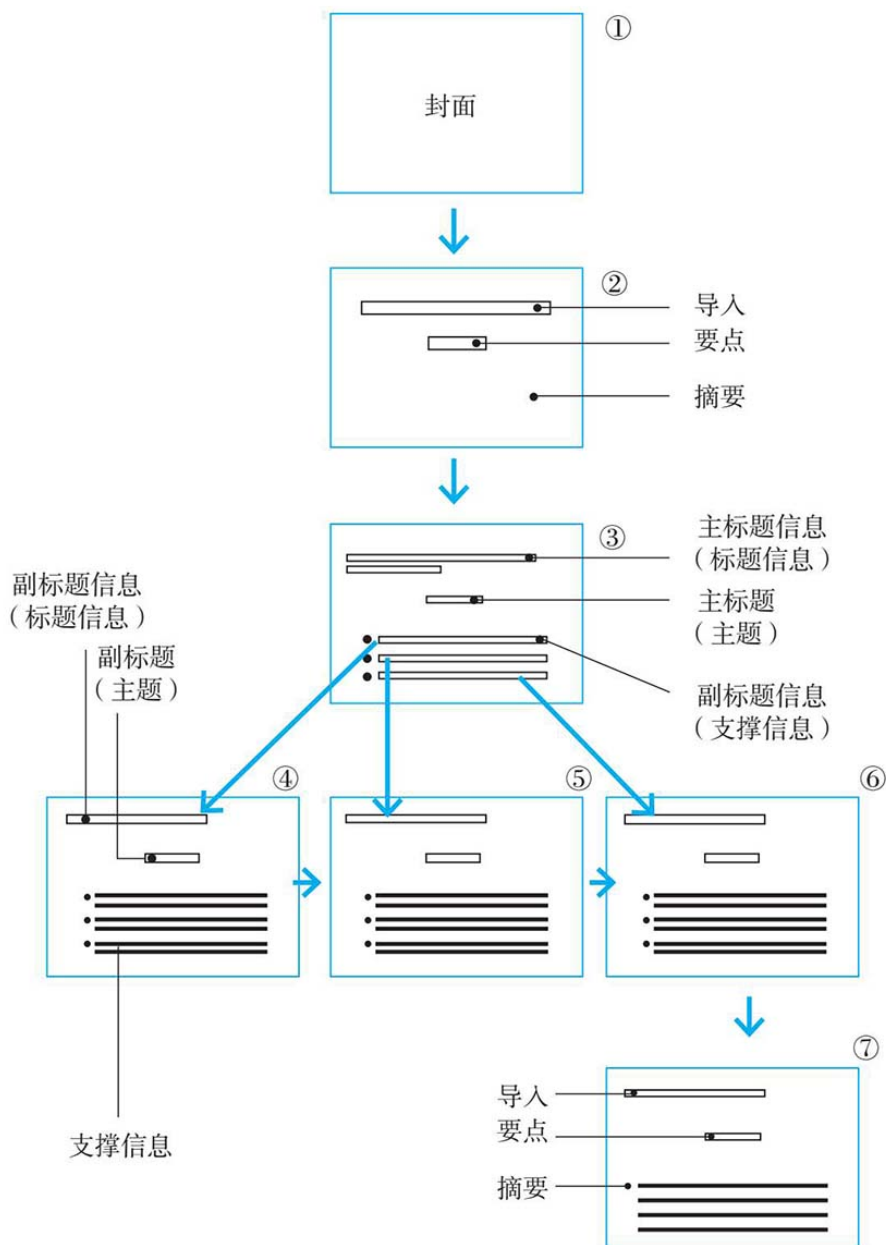 ①
封面
②
导入
要点
摘要
③
主标题信息
（标题信息）
主标题
（主题）
副标题信息
（支撑信息）
副标题信息
（标题信息）
副标题
（主题）
④
⑤
⑥
支撑信息
⑦
导入
要点
摘要